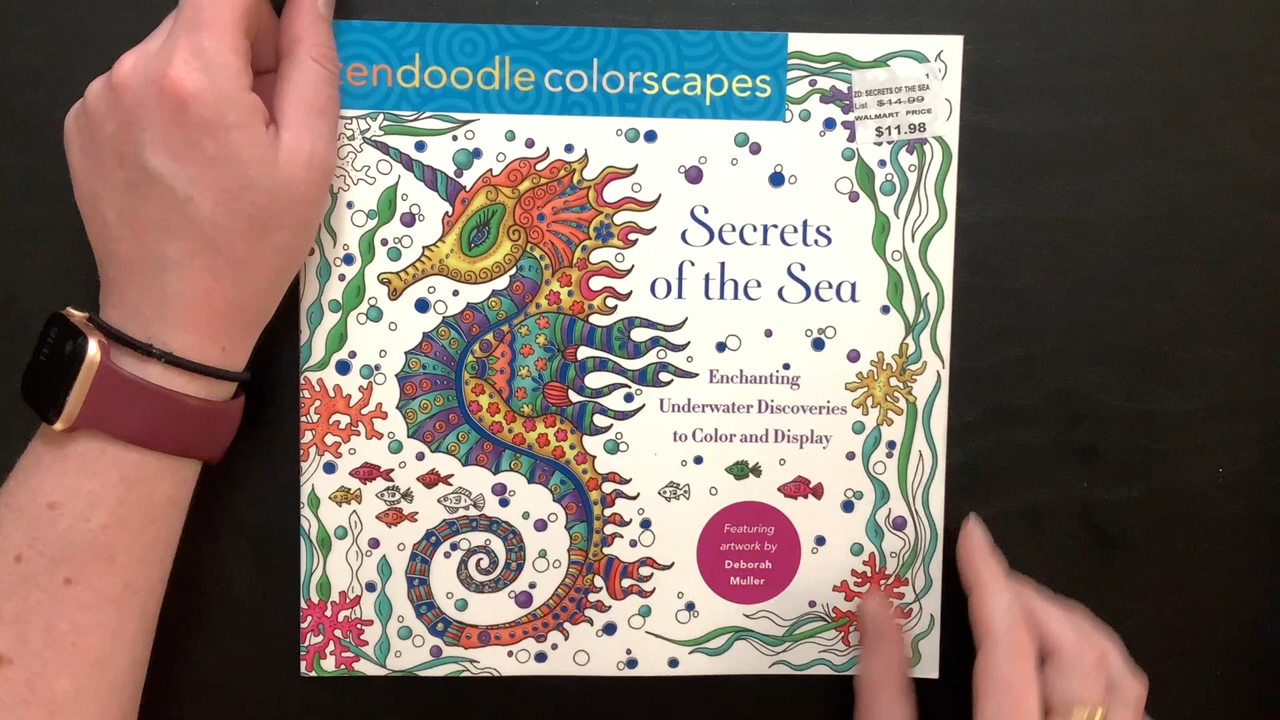 zendoodle colorscapes
ZD: SECRETS OF THE SEA
List $14.99
WALMART PRICE
$11.98
Secrets
of the Sea
Enchanting
Underwater Discoveries
to Color and Display
Featuring
artwork by
Deborah
Muller